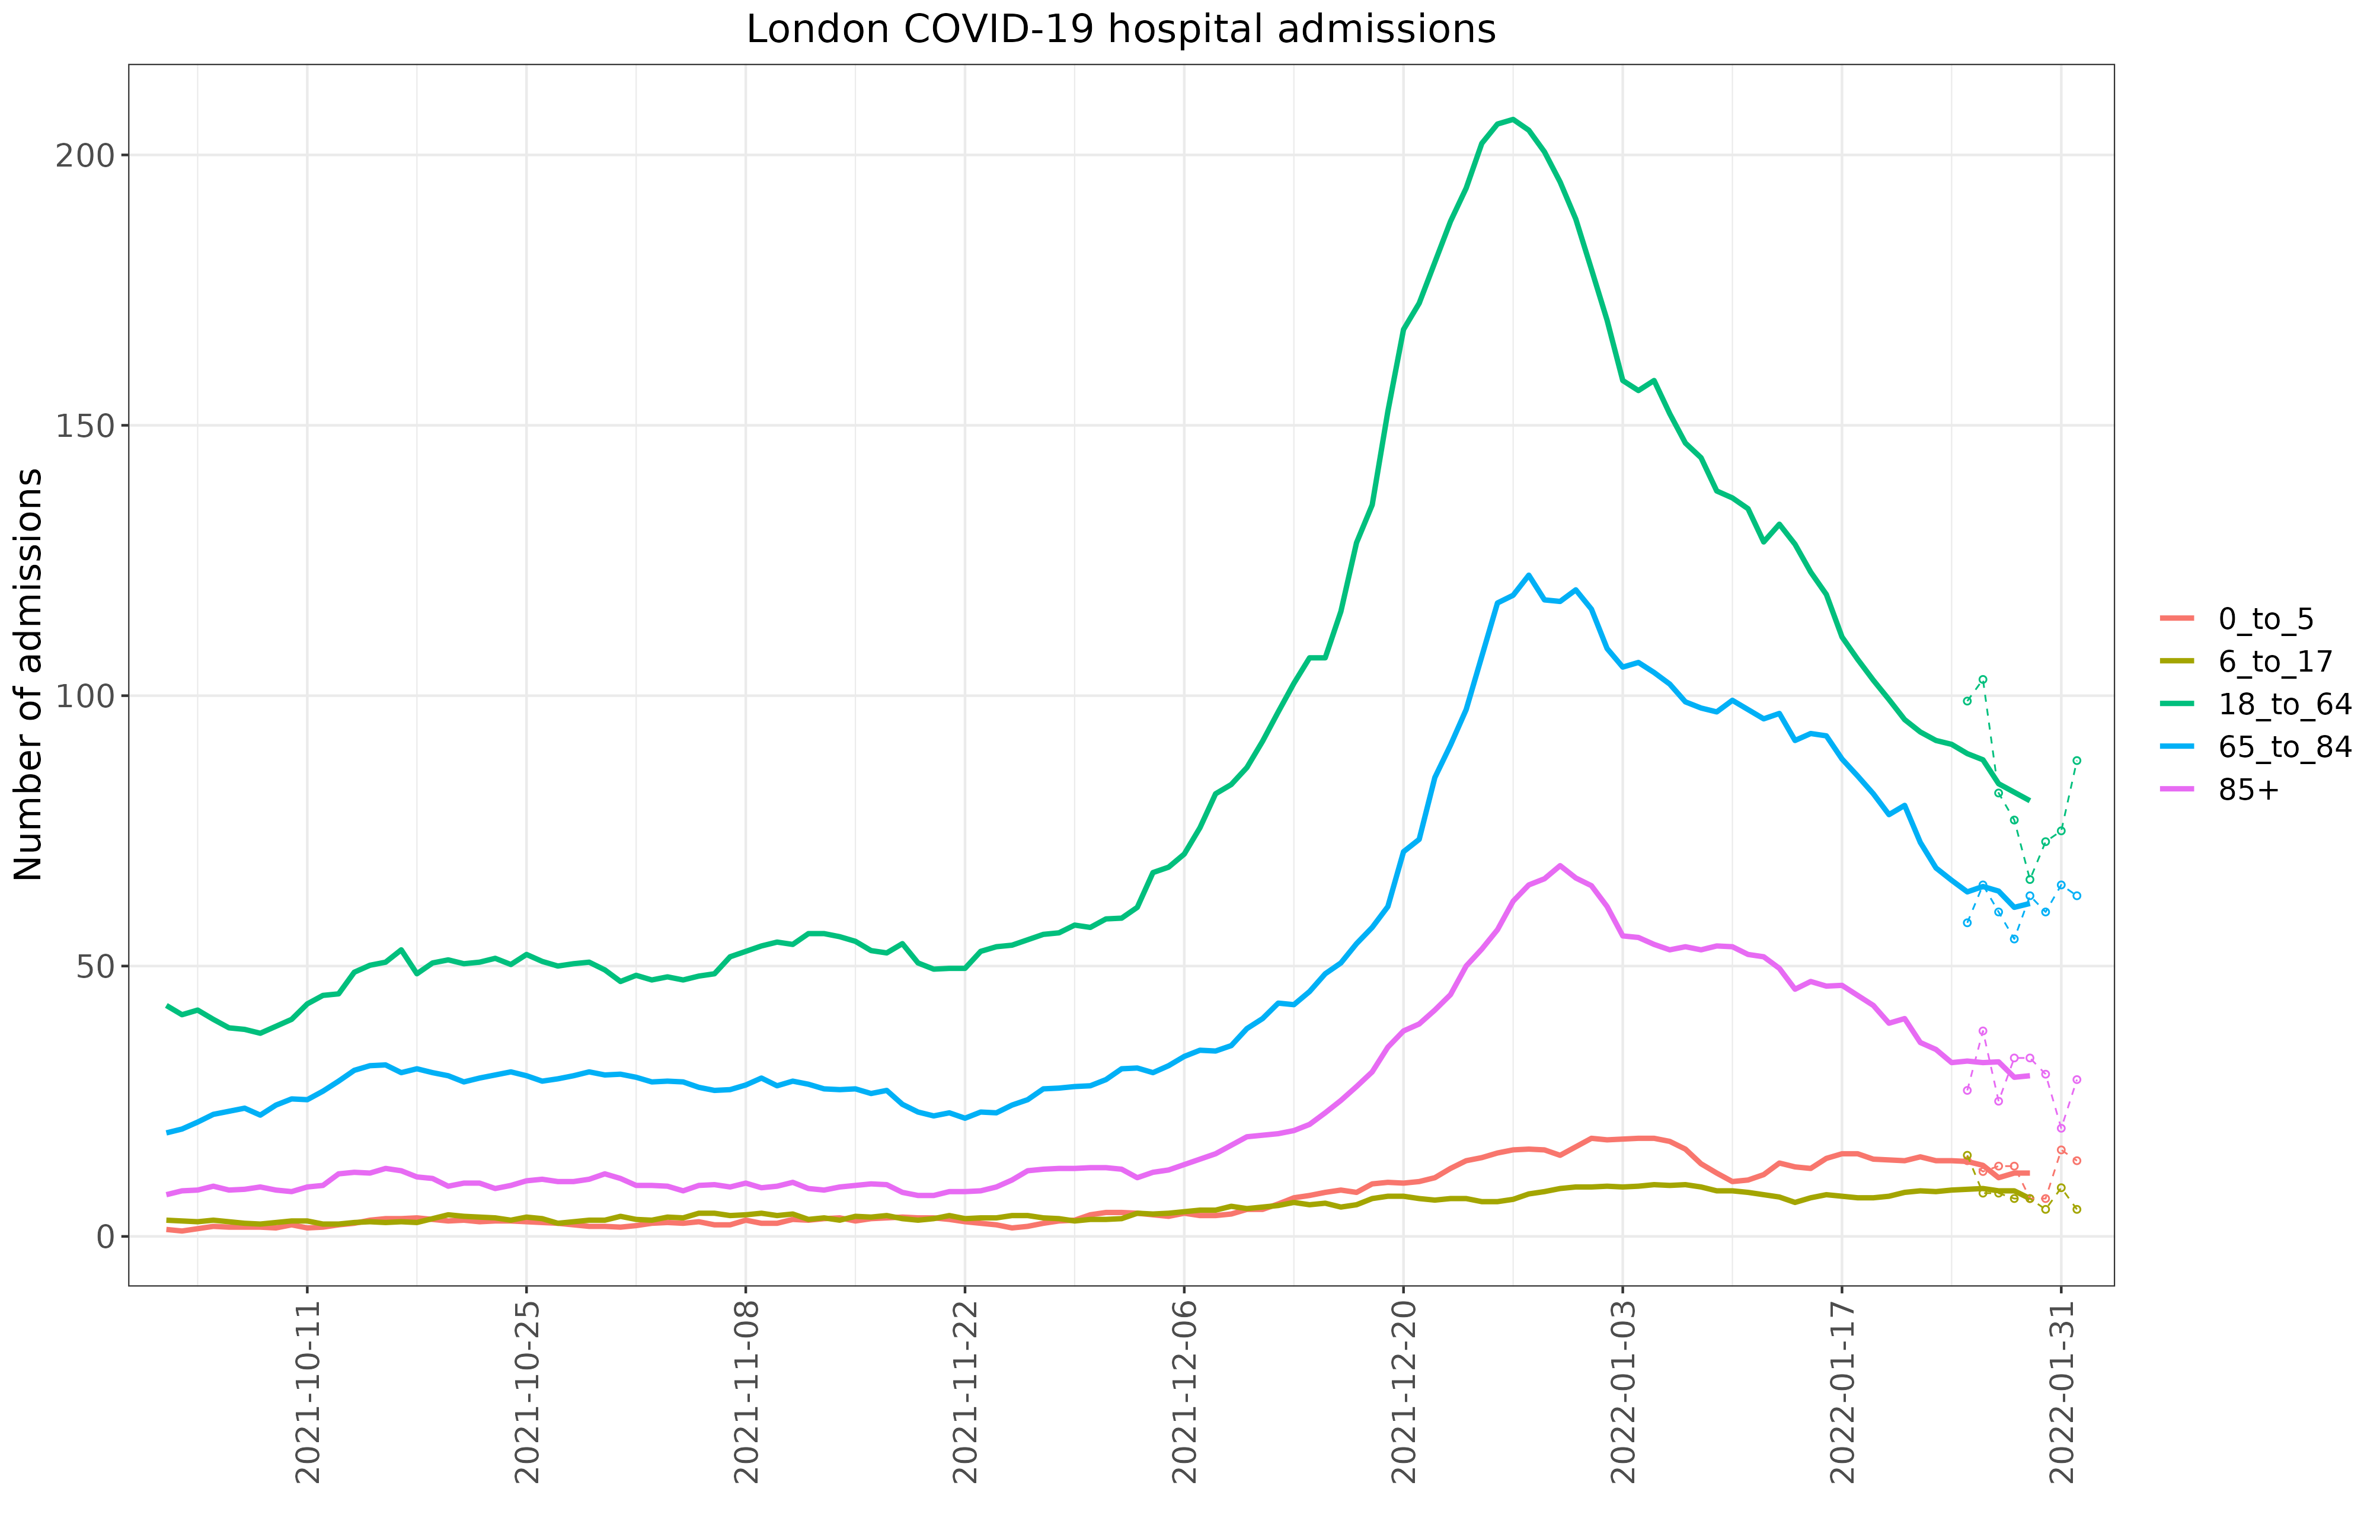 London COVID-19 hospital admissions
Number of admissions
200
150
100
50
0
2021-10-11
2021-10-25
2021-11-08
2021-11-22
2021-12-06
2021-12-20
2022-01-03
2022-01-17
2022-01-31
0_to_5
6_to_17
18_to_64
65_to_84
85+